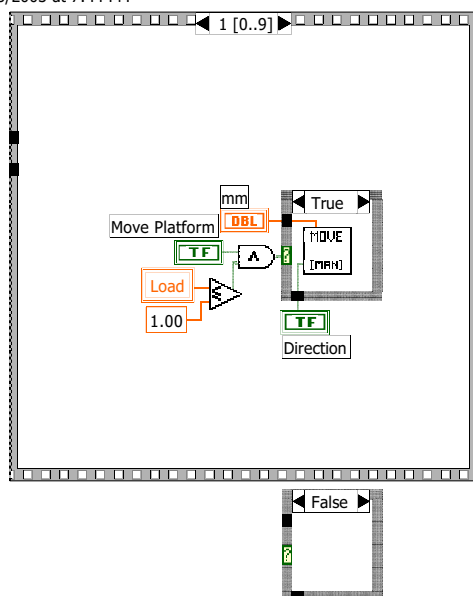 1 [0..9]
mm
True
DBL
Move Platform
MOVE
TF
[MAN]
Load
1.00
TF
Direction
False